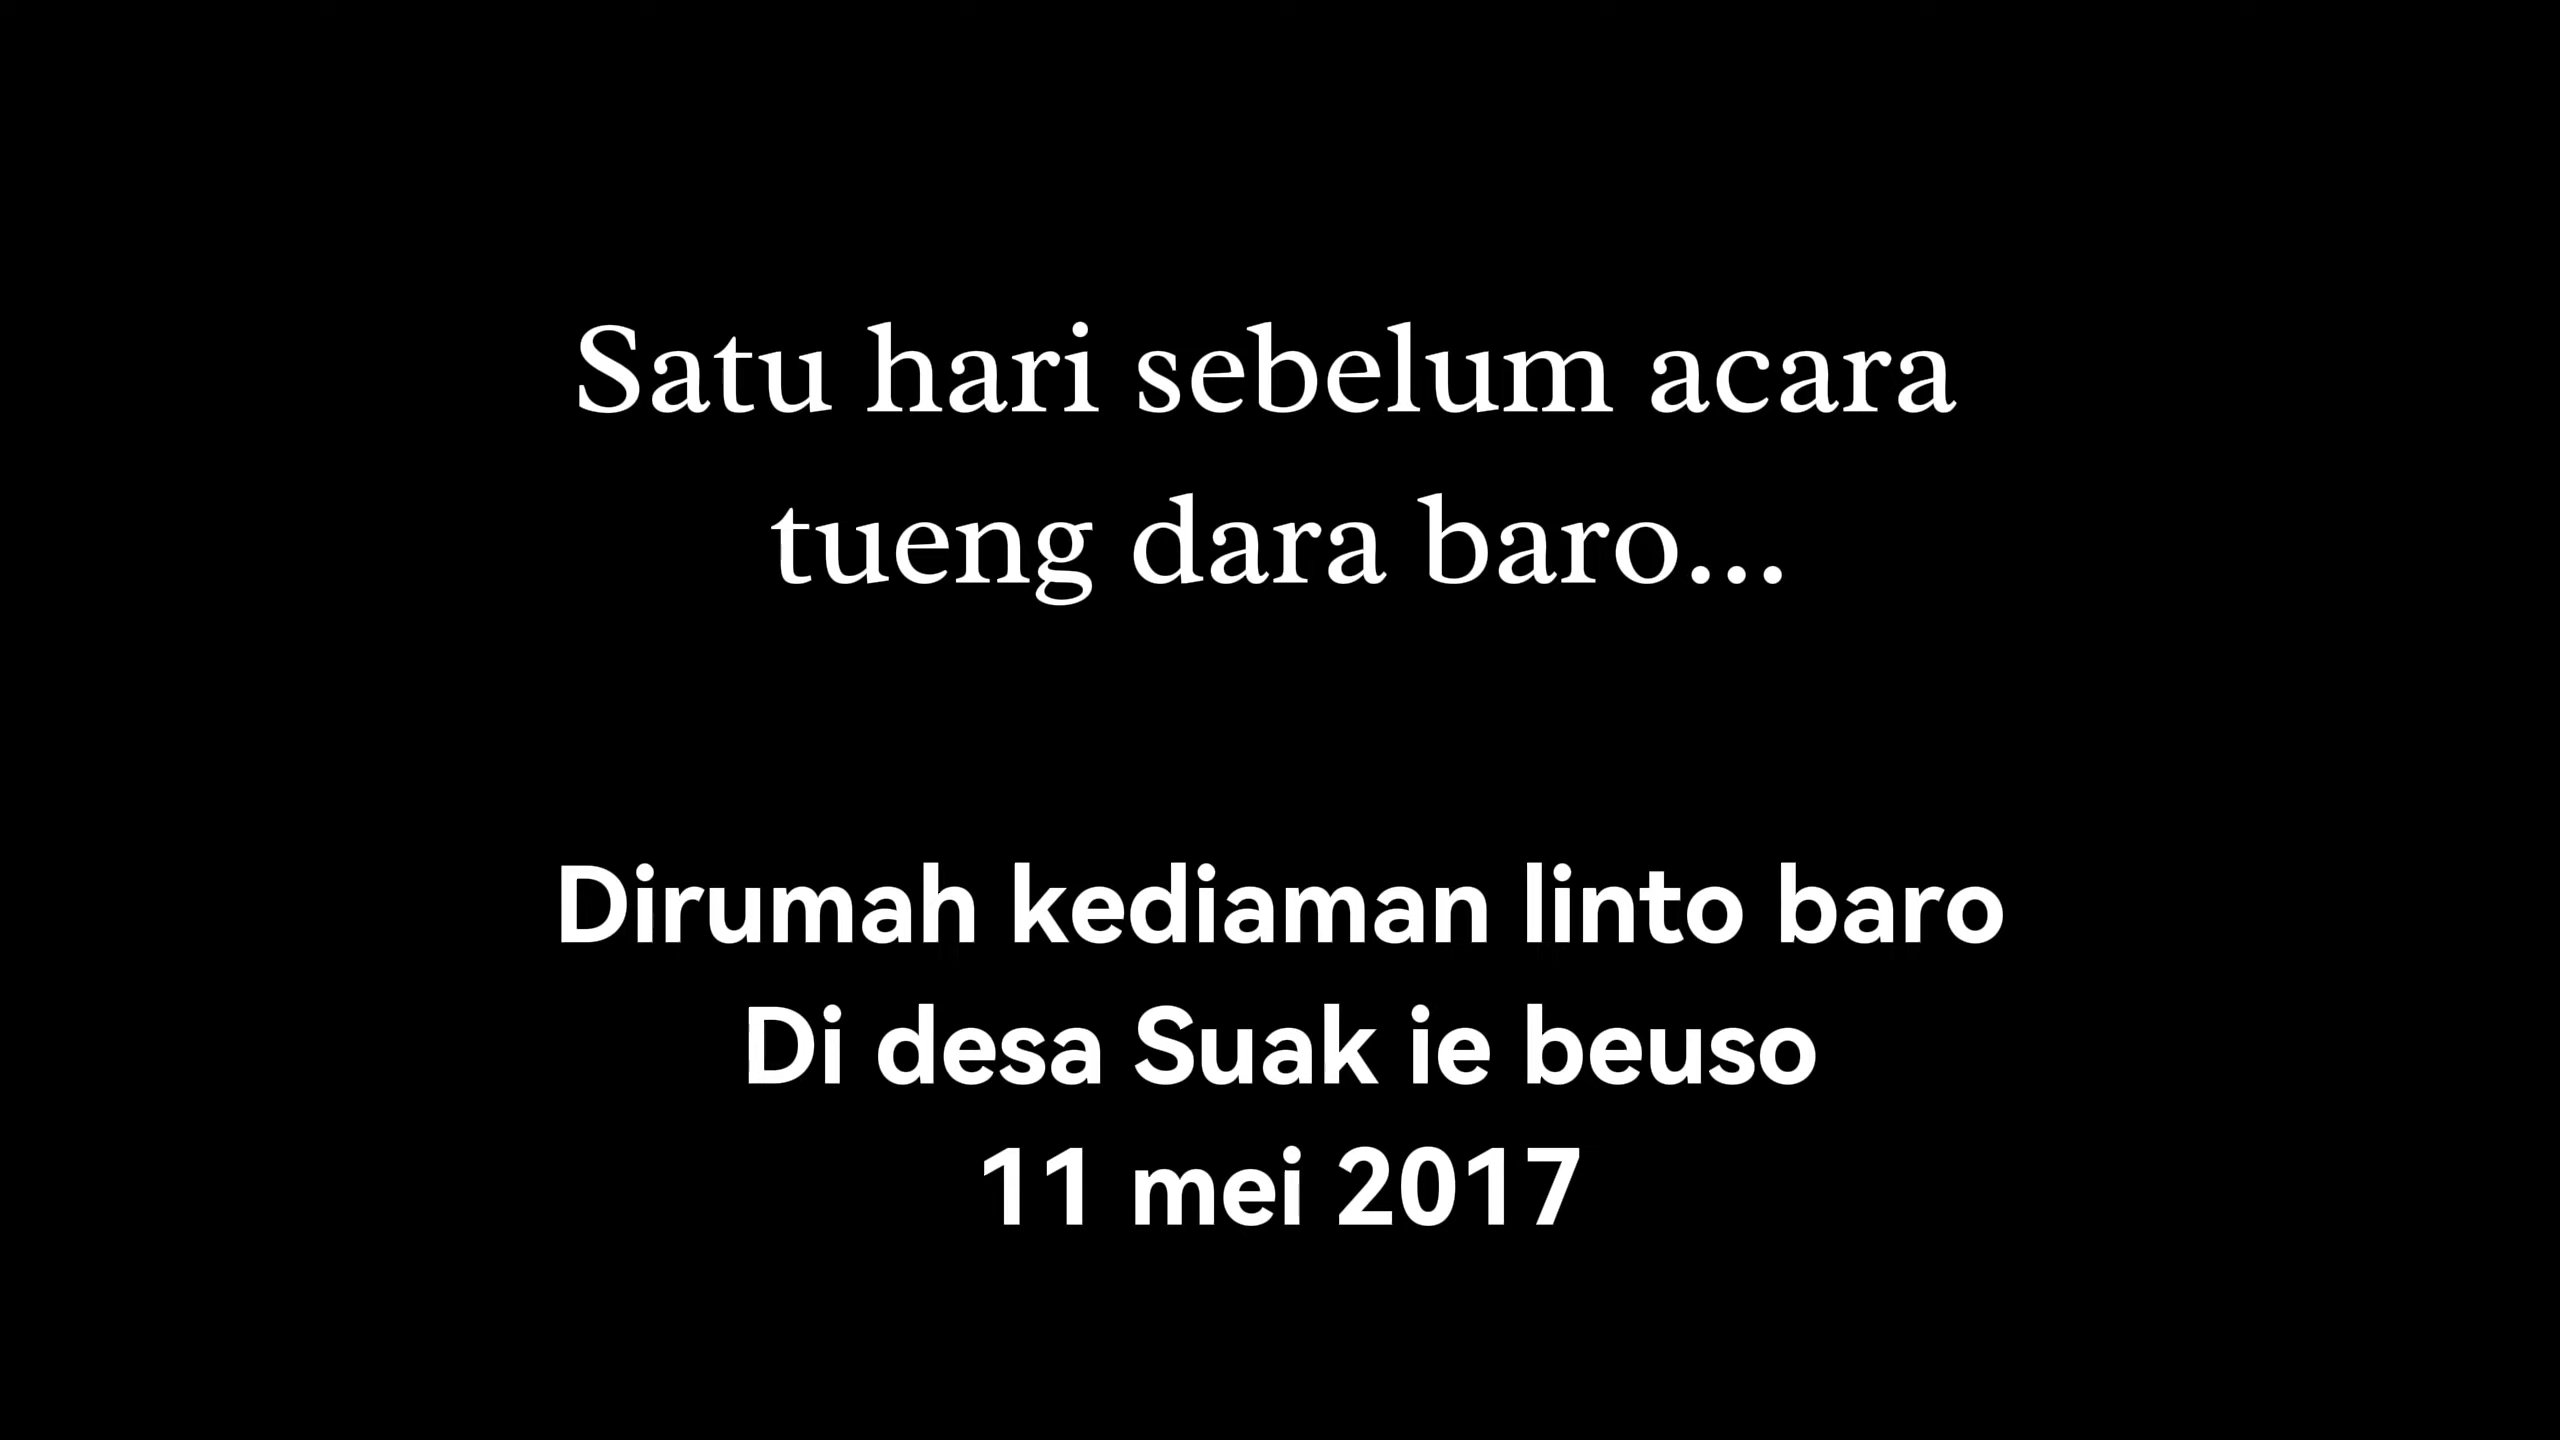 Satu hari sebelum acara
tueng dara baro...
Dirumah kediaman linto baro
Di desa Suak ie beuso
11 mei 2017